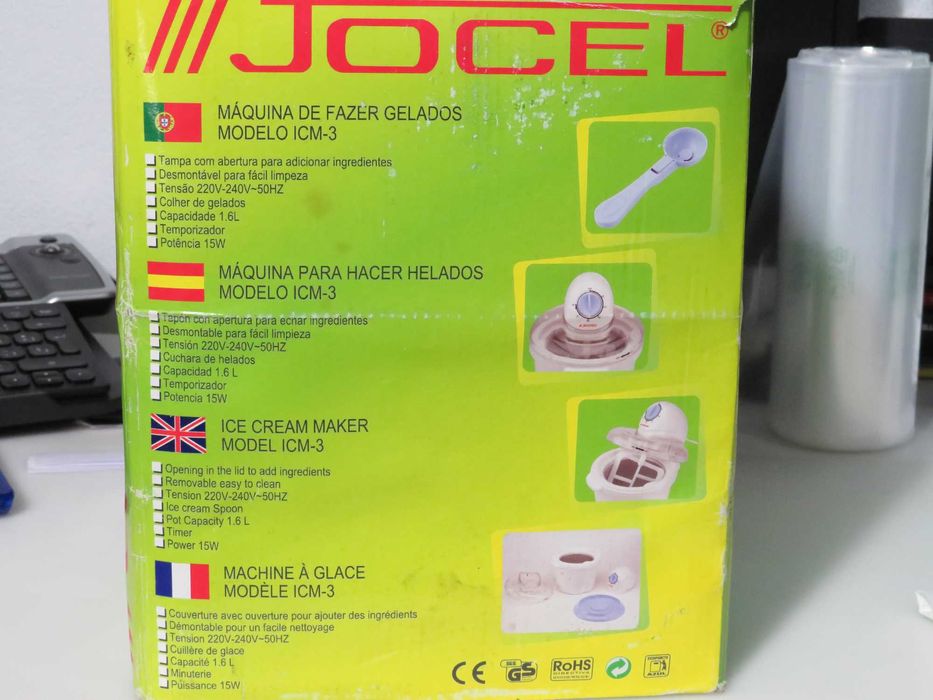 JOCEL®
MÁQUINA DE FAZER GELADOS
MODELO ICM-3
Tampa com abertura para adicionar ingredientes
Desmontável para fácil limpeza
Tensão 220V-240V~50HZ
Colher de gelados
Capacidade 1.6L
Temporizador
Potência 15W
MÁQUINA PARA HACER HELADOS
MODELO ICM-3
Tapón con apertura para echar ingredientes
Desmontable para fácil limpieza
Tensión 220V-240V~50HZ
Cuchara de helados
Capacidad 1.6 L
Temporizador
Potencia 15W
ICE CREAM MAKER
MODEL ICM-3
Opening in the lid to add ingredients
Removable easy to clean
Tension 220V-240V~50HZ
Ice cream Spoon
Pot Capacity 1.6 L
Timer
Power 15W
MACHINE À GLACE
MODÈLE ICM-3
Couverture avec ouverture pour ajouter des ingrédients
Démontable pour un facile nettoyage
Tension 220V-240V~50HZ
Cuillère de glace
Capacité 1.6 L
Minuterie
Puissance 15W
CE GS RoHS
AZUL